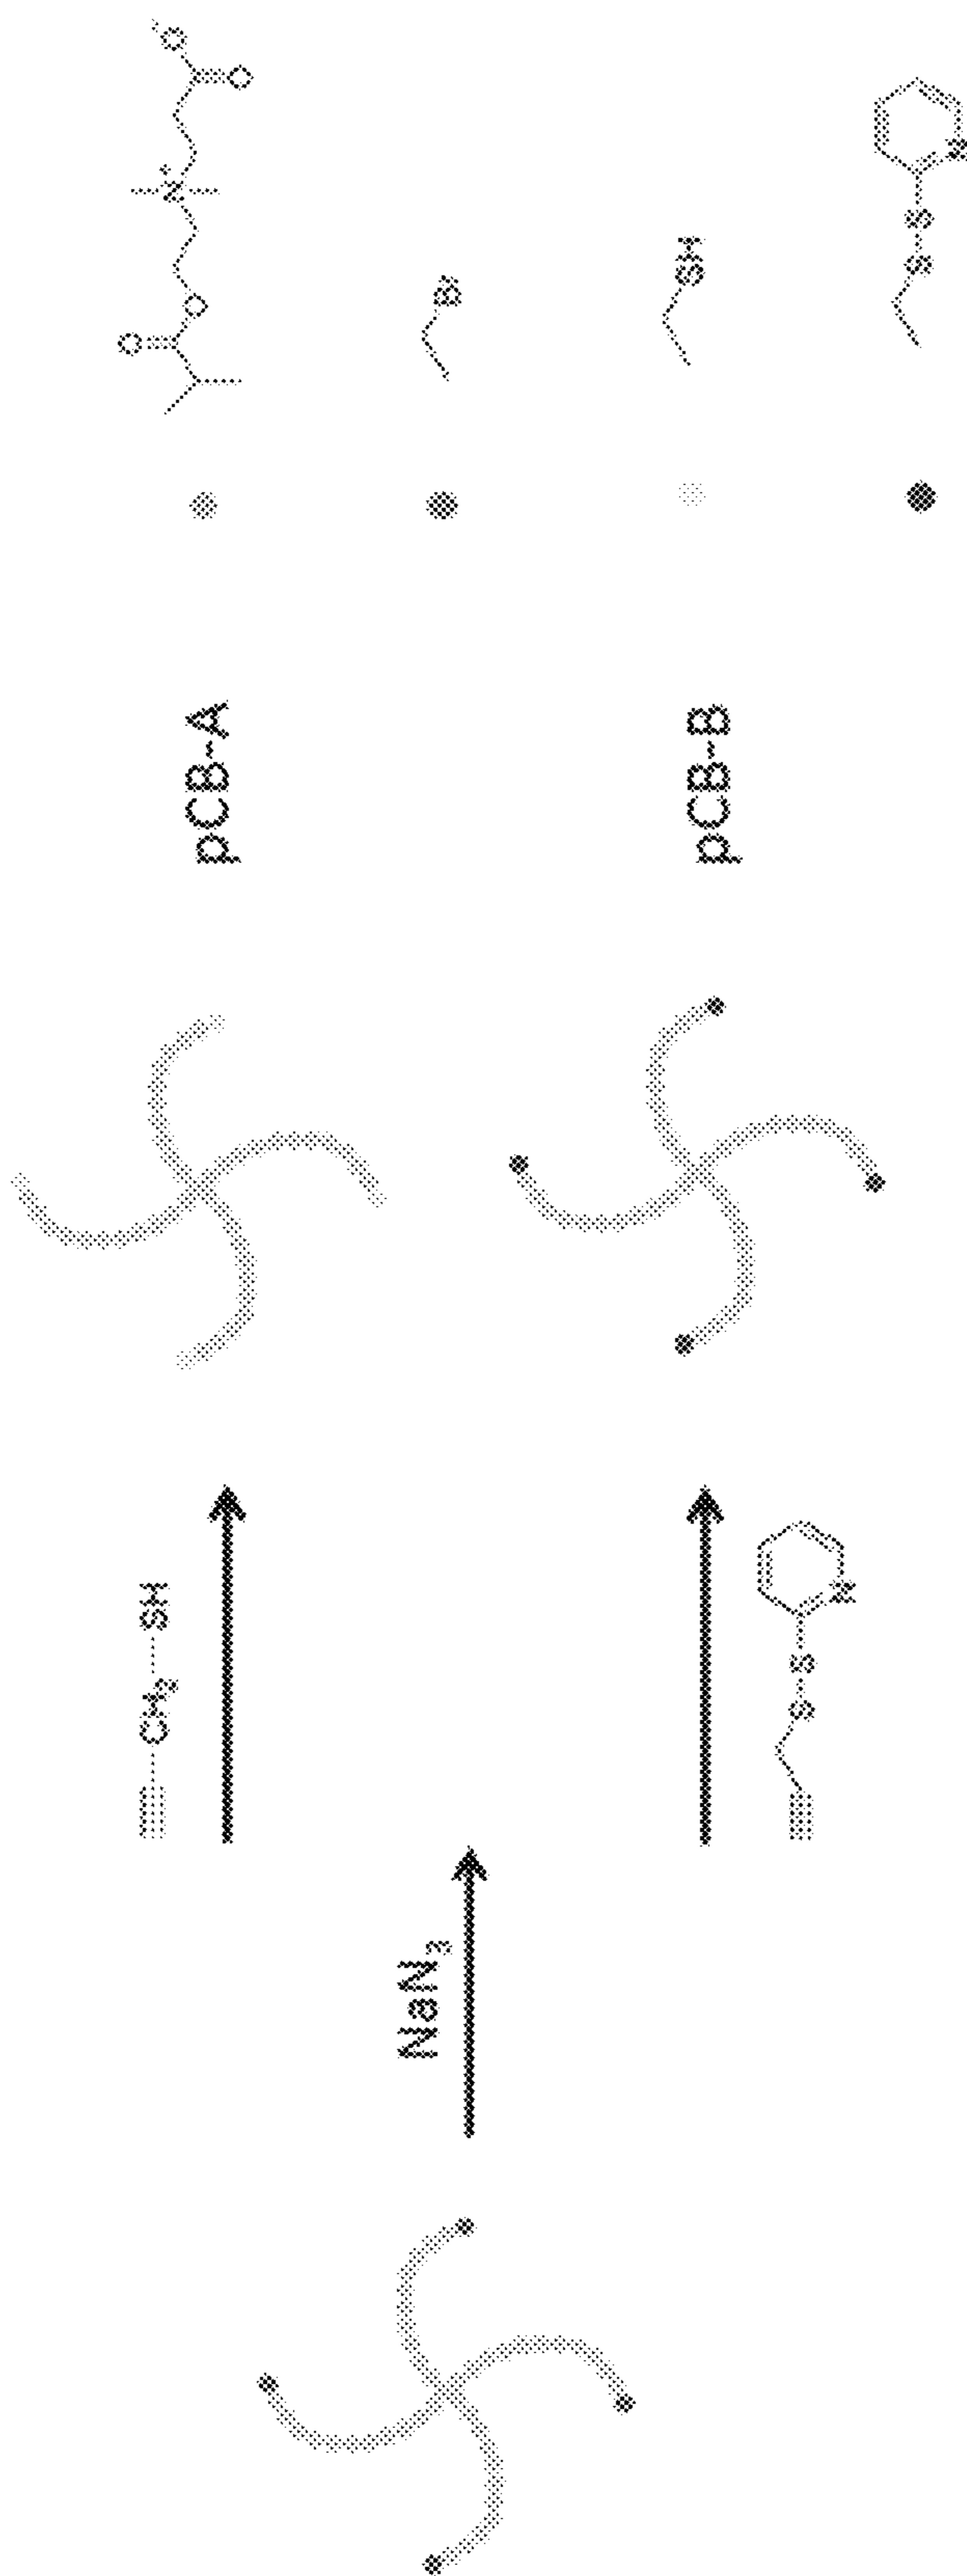 NaN3
CH2 SH
S S N
pCB-A
pCB-B
O O N+ O O-
Br
SH
S S N